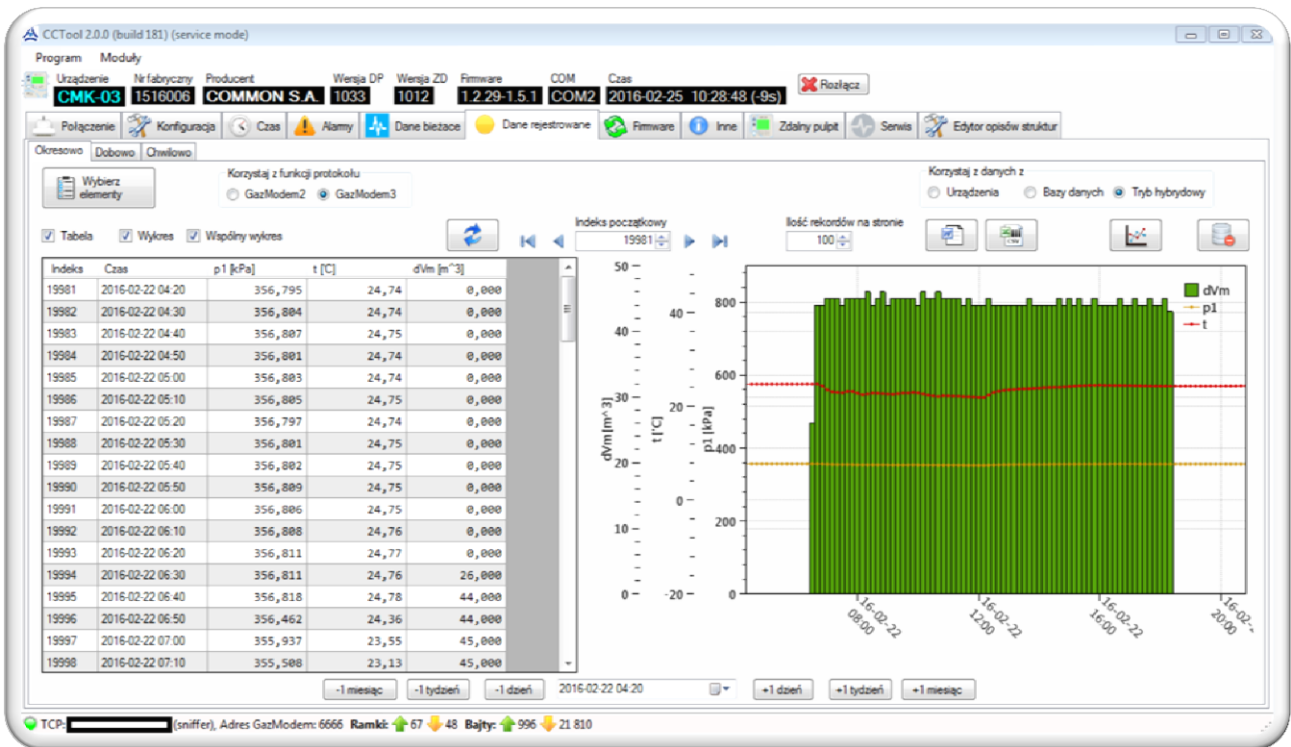 CCTool 2.0.0 (build 181) (service mode)
Program Moduły
Urządzenie Nr fabryczny Producent Wersja DP Wersja ZD Firmware COM Czas
CMK-03 1516006 COMMON S.A. 1033 1012 1.2.29-1.5.1 COM2 2016-02-25 10:28:48 (-9s) Rozłącz
Połączenie Konfiguracja Czas Alarmy Dane bieżace Dane rejestrowane Firmware Inne Zdalny pulpit Serwis Edytor opisów struktur
Okresowo Dobowo Chwilowo
Wybierz elementy
Korzystaj z funkcji protokołu
GazModem2 GazModem3
Korzystaj z danych z
Urządzenia Bazy danych Tryb hybrydowy
Tabela Wykres Wspólny wykres
Indeks początkowy
19981
Ilość rekordów na stronie
100
Indeks Czas p1 [kPa] t [C] dVm [m^3]
19981 2016-02-22 04:20 356,795 24,74 0,000
19982 2016-02-22 04:30 356,804 24,74 0,000
19983 2016-02-22 04:40 356,807 24,75 0,000
19984 2016-02-22 04:50 356,801 24,74 0,000
19985 2016-02-22 05:00 356,803 24,74 0,000
19986 2016-02-22 05:10 356,805 24,75 0,000
19987 2016-02-22 05:20 356,797 24,74 0,000
19988 2016-02-22 05:30 356,801 24,75 0,000
19989 2016-02-22 05:40 356,802 24,75 0,000
19990 2016-02-22 05:50 356,809 24,75 0,000
19991 2016-02-22 06:00 356,806 24,75 0,000
19992 2016-02-22 06:10 356,808 24,76 0,000
19993 2016-02-22 06:20 356,811 24,77 0,000
19994 2016-02-22 06:30 356,811 24,76 26,000
19995 2016-02-22 06:40 356,818 24,78 44,000
19996 2016-02-22 06:50 356,462 24,36 44,000
19997 2016-02-22 07:00 355,937 23,55 45,000
19998 2016-02-22 07:10 355,508 23,13 45,000
dVm [m^3]
50
40
30
20
10
0
t [°C]
40
20
0
-20
p1 [kPa]
800
600
400
200
0
dVm
p1
t
16-02-22 08:00
16-02-22 12:00
16-02-22 16:00
16-02- 20:00
-1 miesiąc -1 tydzień -1 dzień 2016-02-22 04:20 +1 dzień +1 tydzień +1 miesiąc
TCP: (sniffer), Adres GazModem: 6666 Ramki: 67 48 Bajty: 996 21 810